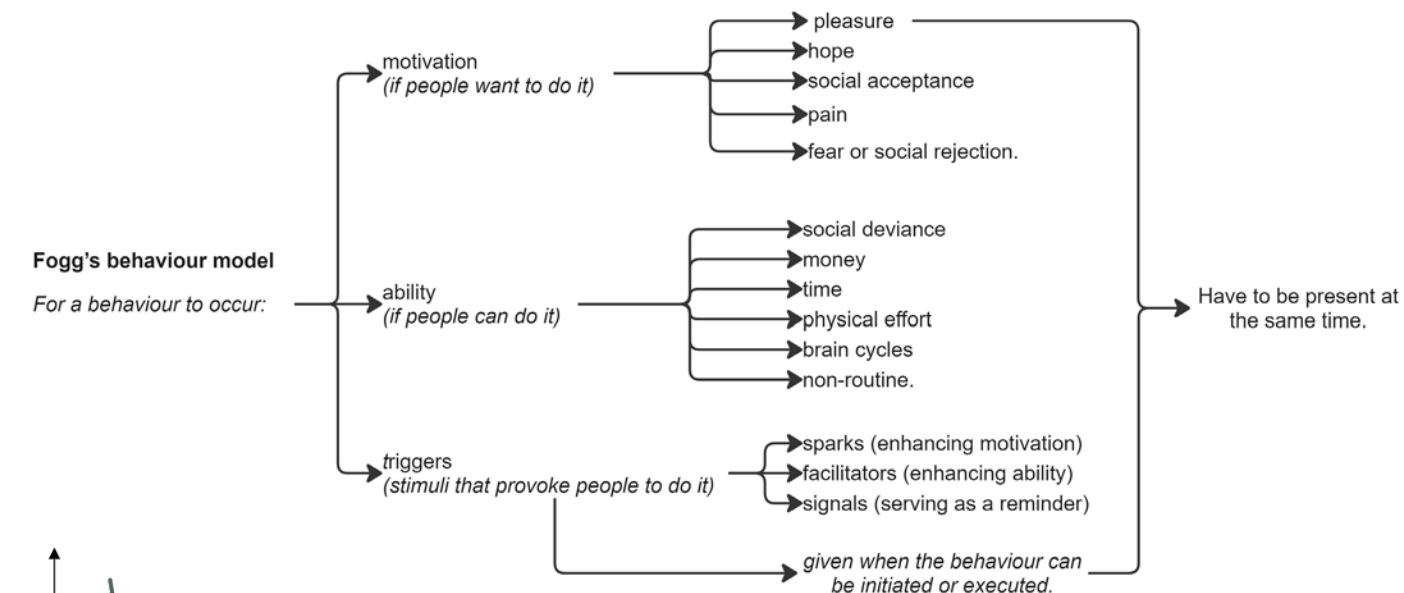 Fogg’s behaviour model
For a behaviour to occur:
motivation
(if people want to do it)
pleasure
hope
social acceptance
pain
fear or social rejection.
ability
(if people can do it)
social deviance
money
time
physical effort
brain cycles
non-routine.
triggers
(stimuli that provoke people to do it)
sparks (enhancing motivation)
facilitators (enhancing ability)
signals (serving as a reminder)
given when the behaviour can
be initiated or executed.
Have to be present at
the same time.